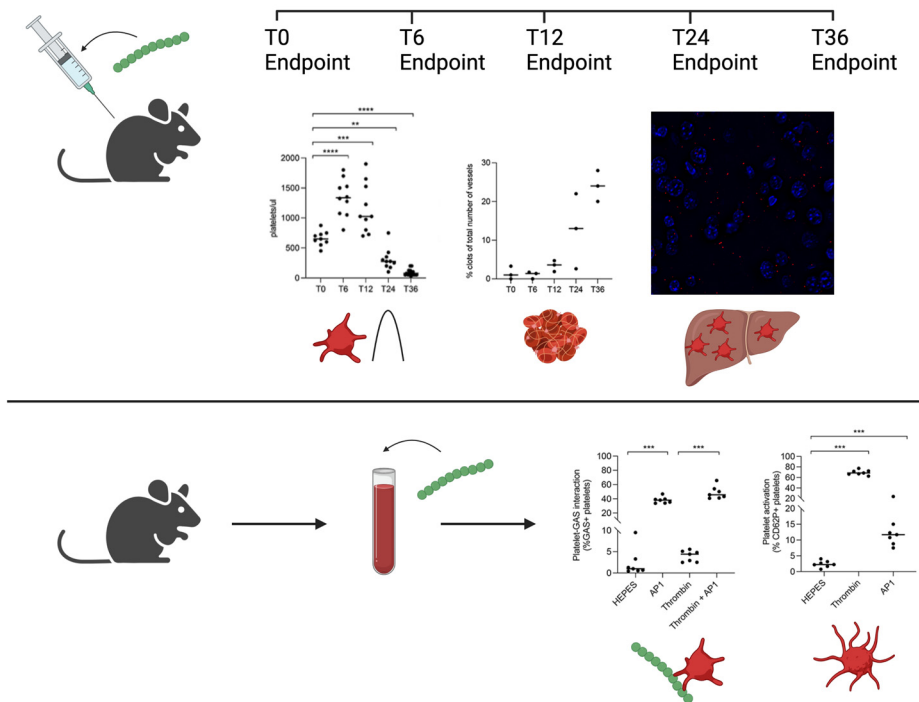 T0 T6 T12 T24 T36
Endpoint Endpoint Endpoint Endpoint Endpoint
****
**
***
****
platelets/ul
2000
1500
1000
500
0
T0 T6 T12 T24 T36
% clots of total number of vessels
30
20
10
0
T0 T6 T12 T24 T36
*** ***
Platelet-GAS interaction
(%GAS+ platelets)
100
80
60
40
20
10
5
0
HEPES AP1 Thrombin Thrombin + AP1
***
***
Platelet activation
(% CD62P+ platelets)
100
80
60
40
20
20
15
10
5
0
HEPES Thrombin AP1